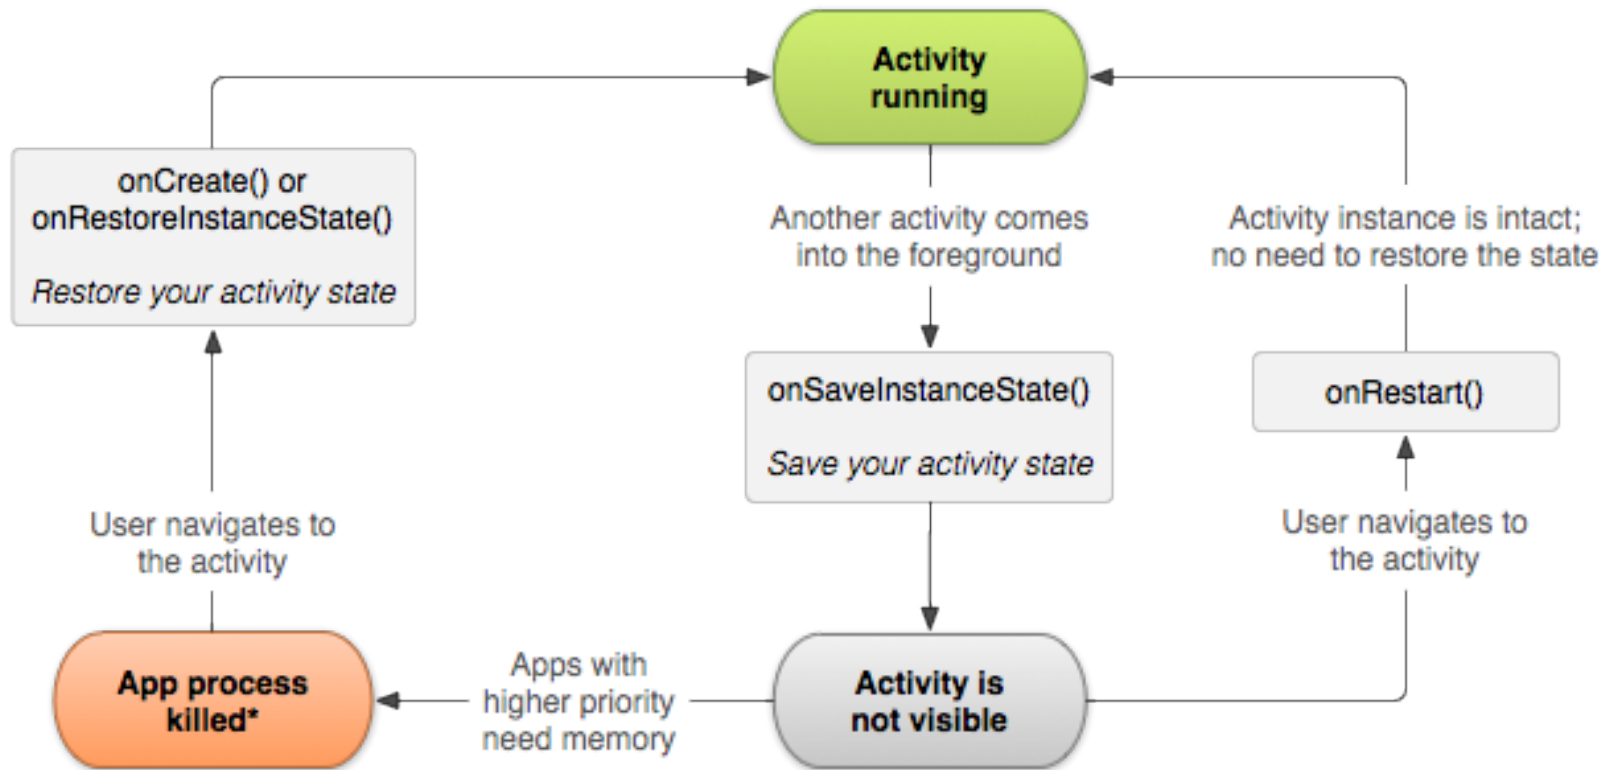 Activity
running
onCreate() or
onRestoreInstanceState()
Restore your activity state
Another activity comes
into the foreground
Activity instance is intact;
no need to restore the state
onSaveInstanceState()
Save your activity state
onRestart()
User navigates to
the activity
User navigates to
the activity
App process
killed*
Apps with
higher priority
need memory
Activity is
not visible